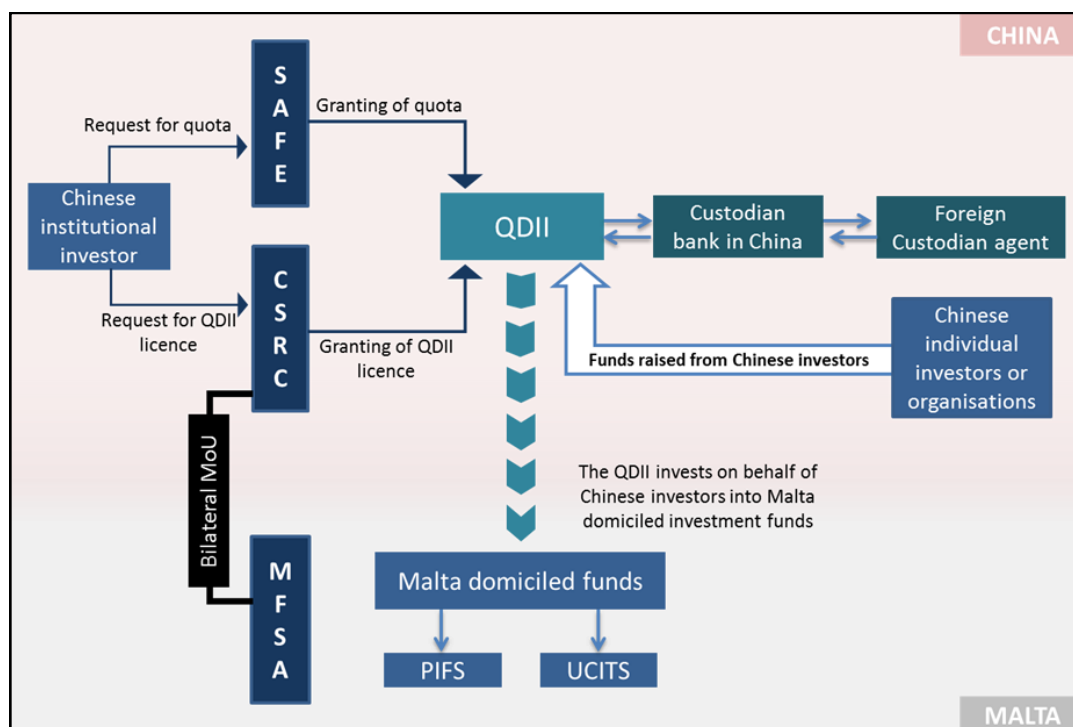 CHINA
SAFE
Granting of quota
Request for quota
Chinese
institutional
investor
QDII
Custodian
bank in China
Foreign
Custodian agent
CSRC
Request for QDII
licence
Granting of QDII
licence
Funds raised from Chinese investors
Chinese
individual
investors or
organisations
Bilateral MoU
The QDII invests on behalf of
Chinese investors into Malta
domiciled investment funds
MFSA
Malta domiciled funds
PIFS
UCITS
MALTA